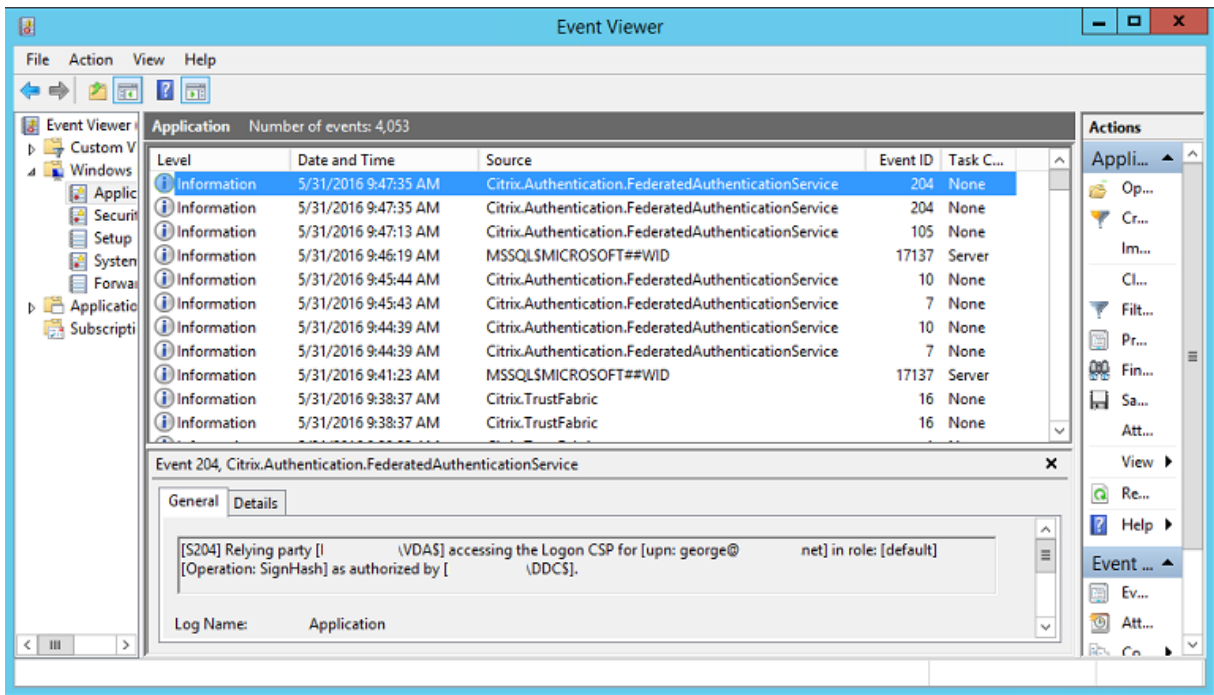 Event Viewer
File Action View Help
Event Viewer
Custom V
Windows
Applic
Securit
Setup
System
Forwar
Applicatio
Subscripti
Application Number of events: 4,053
Level Date and Time Source Event ID Task C...
Information 5/31/2016 9:47:35 AM Citrix.Authentication.FederatedAuthenticationService 204 None
Information 5/31/2016 9:47:35 AM Citrix.Authentication.FederatedAuthenticationService 204 None
Information 5/31/2016 9:47:13 AM Citrix.Authentication.FederatedAuthenticationService 105 None
Information 5/31/2016 9:46:19 AM MSSQL$MICROSOFT##WID 17137 Server
Information 5/31/2016 9:45:44 AM Citrix.Authentication.FederatedAuthenticationService 10 None
Information 5/31/2016 9:45:43 AM Citrix.Authentication.FederatedAuthenticationService 7 None
Information 5/31/2016 9:44:39 AM Citrix.Authentication.FederatedAuthenticationService 10 None
Information 5/31/2016 9:44:39 AM Citrix.Authentication.FederatedAuthenticationService 7 None
Information 5/31/2016 9:41:23 AM MSSQL$MICROSOFT##WID 17137 Server
Information 5/31/2016 9:38:37 AM Citrix.TrustFabric 16 None
Information 5/31/2016 9:38:37 AM Citrix.TrustFabric 16 None
Event 204, Citrix.Authentication.FederatedAuthenticationService
General Details
[S204] Relying party [ \VDA$] accessing the Logon CSP for [upn: george@ net] in role: [default]
[Operation: SignHash] as authorized by [ \DDC$].
Log Name: Application
Actions
Appli...
Op...
Cr...
Im...
Cl...
Filt...
Pr...
Fin...
Sa...
Att...
View
Re...
Help
Event ...
Ev...
Att...
Co